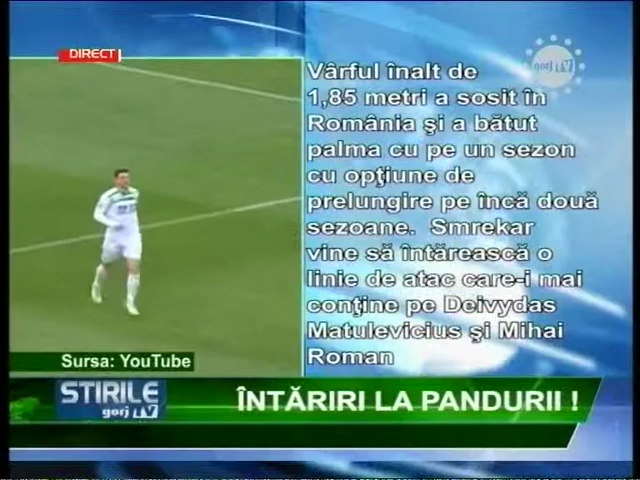 DIRECT
gorj TV
Vârful înalt de
1,85 metri a sosit în
România şi a bătut
palma cu pe un sezon
cu opţiune de
prelungire pe încă două
sezoane. Smrekar
vine să întărească o
linie de atac care-i mai
conţine pe Deivydas
Matulevicius şi Mihai
Roman
Sursa: YouTube
STIRILE
gorj TV
ÎNTĂRIRI LA PANDURII !